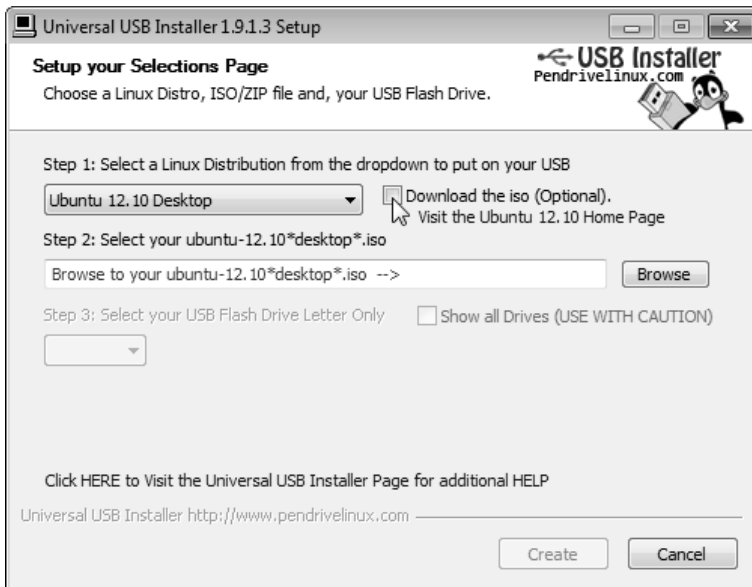 Universal USB Installer 1.9.1.3 Setup
Setup your Selections Page
Choose a Linux Distro, ISO/ZIP file and, your USB Flash Drive.
USB Installer
Pendrivelinux.com
Step 1: Select a Linux Distribution from the dropdown to put on your USB
Ubuntu 12.10 Desktop
Download the iso (Optional).
Visit the Ubuntu 12.10 Home Page
Step 2: Select your ubuntu-12.10*desktop*.iso
Browse to your ubuntu-12.10*desktop*.iso -->
Browse
Step 3: Select your USB Flash Drive Letter Only
Show all Drives (USE WITH CAUTION)
Click HERE to Visit the Universal USB Installer Page for additional HELP
Universal USB Installer http://www.pendrivelinux.com
Create
Cancel